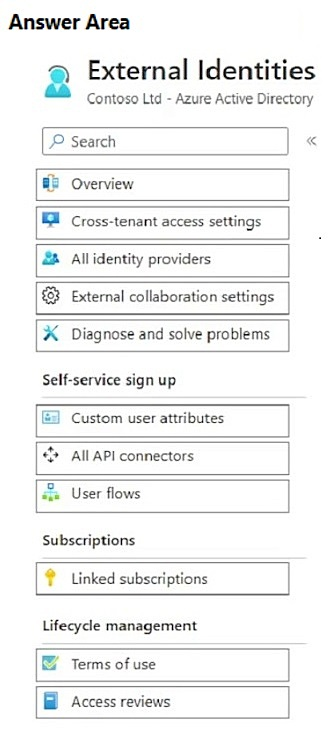 Answer Area
External Identities
Contoso Ltd - Azure Active Directory
Search
Overview
Cross-tenant access settings
All identity providers
External collaboration settings
Diagnose and solve problems
Self-service sign up
Custom user attributes
All API connectors
User flows
Subscriptions
Linked subscriptions
Lifecycle management
Terms of use
Access reviews